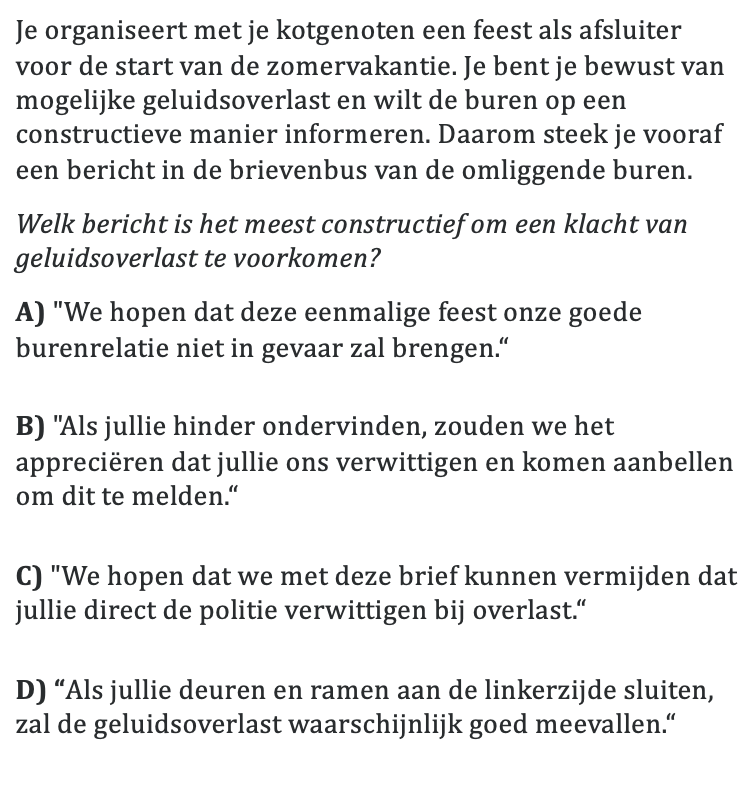 Je organiseert met je kotgenoten een feest als afsluiter
voor de start van de zomervakantie. Je bent je bewust van
mogelijke geluidsoverlast en wilt de buren op een
constructieve manier informeren. Daarom steek je vooraf
een bericht in de brievenbus van de omliggende buren.
Welk bericht is het meest constructief om een klacht van
geluidsoverlast te voorkomen?
A) "We hopen dat deze eenmalige feest onze goede
burenrelatie niet in gevaar zal brengen.“
B) "Als jullie hinder ondervinden, zouden we het
appreciëren dat jullie ons verwittigen en komen aanbellen
om dit te melden.“
C) "We hopen dat we met deze brief kunnen vermijden dat
jullie direct de politie verwittigen bij overlast.“
D) “Als jullie deuren en ramen aan de linkerzijde sluiten,
zal de geluidsoverlast waarschijnlijk goed meevallen.“